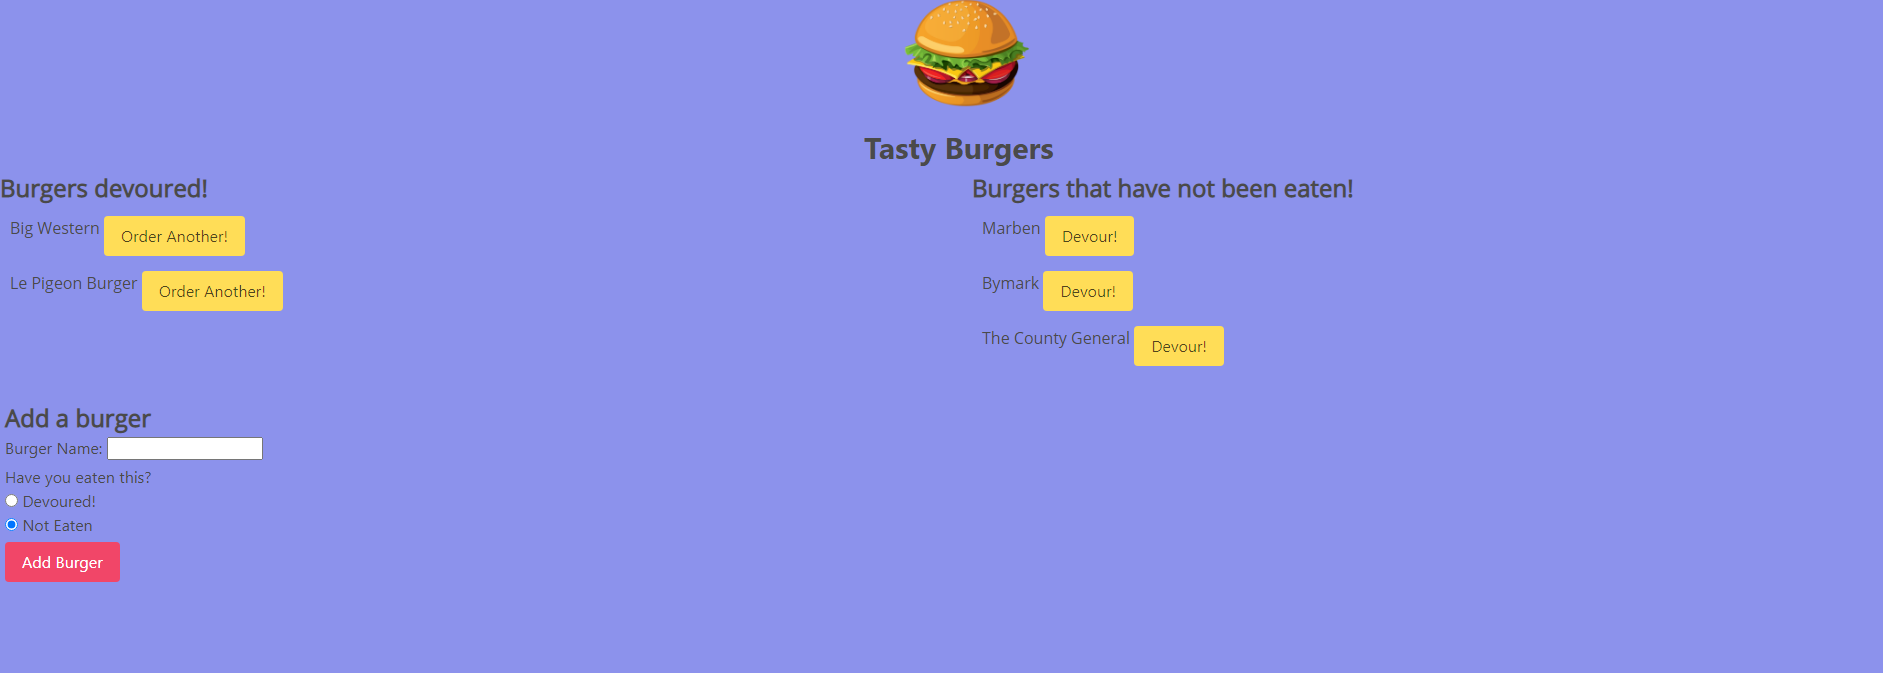 Tasty Burgers
Burgers devoured!
Big Western Order Another!
Le Pigeon Burger Order Another!
Burgers that have not been eaten!
Marben Devour!
Bymark Devour!
The County General Devour!
Add a burger
Burger Name:
Have you eaten this?
Devoured!
Not Eaten
Add Burger